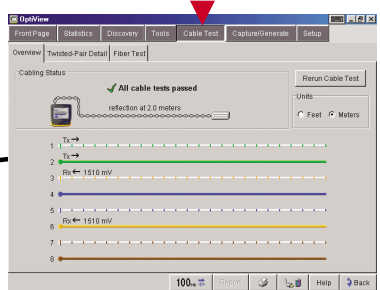 OptiView
Front Page Statistics Discovery Tools Cable Test Capture/Generate Setup
Overview Twisted-Pair Detail Fiber Test
Cabling Status
All cable tests passed
reflection at 2.0 meters
Rerun Cable Test
Units
Feet Meters
1 Tx→
2 Tx→
3 Rx← 1510 mV
4
5
6 Rx← 1510 mV
7
8
100 Report Help Back